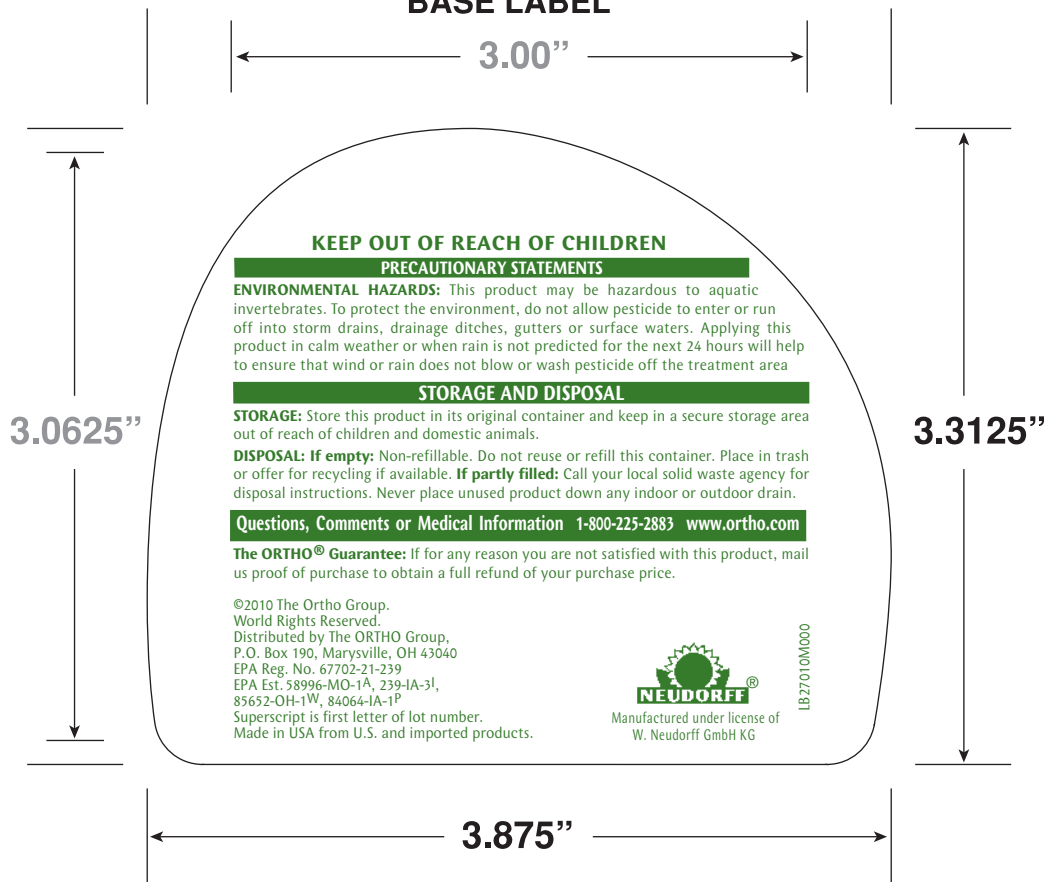 BASE LABEL
3.00”
KEEP OUT OF REACH OF CHILDREN
PRECAUTIONARY STATEMENTS
ENVIRONMENTAL HAZARDS: This product may be hazardous to aquatic
invertebrates. To protect the environment, do not allow pesticide to enter or run
off into storm drains, drainage ditches, gutters or surface waters. Applying this
product in calm weather or when rain is not predicted for the next 24 hours will help
to ensure that wind or rain does not blow or wash pesticide off the treatment area
STORAGE AND DISPOSAL
STORAGE: Store this product in its original container and keep in a secure storage area
out of reach of children and domestic animals.
3.0625”
3.3125”
DISPOSAL: If empty: Non-refillable. Do not reuse or refill this container. Place in trash
or offer for recycling if available. If partly filled: Call your local solid waste agency for
disposal instructions. Never place unused product down any indoor or outdoor drain.
Questions, Comments or Medical Information 1-800-225-2883 www.ortho.com
The ORTHO® Guarantee: If for any reason you are not satisfied with this product, mail
us proof of purchase to obtain a full refund of your purchase price.
©2010 The Ortho Group.
World Rights Reserved.
Distributed by The ORTHO Group,
P.O. Box 190, Marysville, OH 43040
EPA Reg. No. 67702-21-239
EPA Est. 58996-MO-1A, 239-IA-3I,
85652-OH-1W, 84064-IA-1P
Superscript is first letter of lot number.
Made in USA from U.S. and imported products.
NEUDORFF®
Manufactured under license of
W. Neudorff GmbH KG
LB27010M000
3.875”